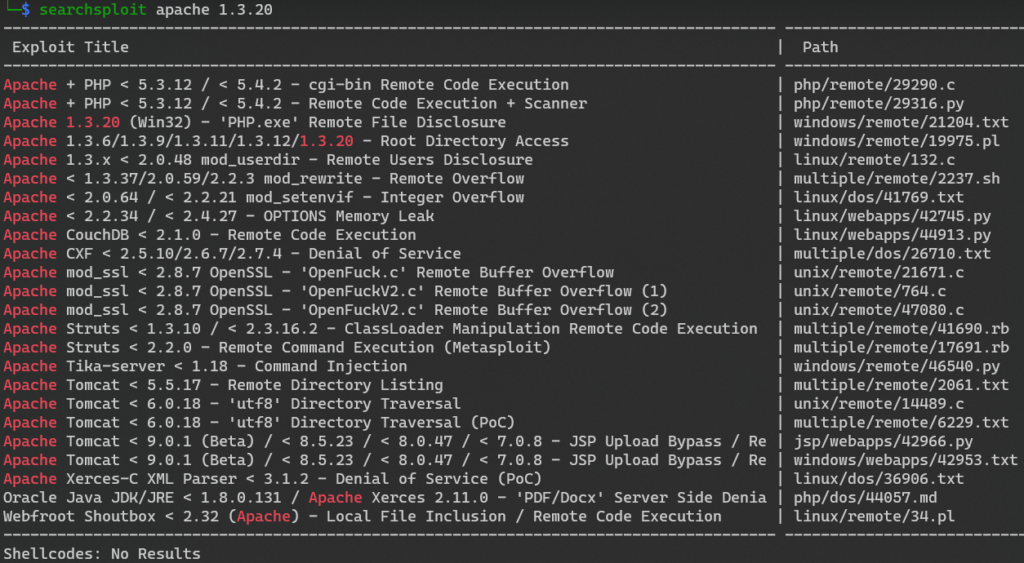 └─$ searchsploit apache 1.3.20
Exploit Title | Path
Apache + PHP < 5.3.12 / < 5.4.2 - cgi-bin Remote Code Execution | php/remote/29290.c
Apache + PHP < 5.3.12 / < 5.4.2 - Remote Code Execution + Scanner | php/remote/29316.py
Apache 1.3.20 (Win32) - 'PHP.exe' Remote File Disclosure | windows/remote/21204.txt
Apache 1.3.6/1.3.9/1.3.11/1.3.12/1.3.20 - Root Directory Access | windows/remote/19975.pl
Apache 1.3.x < 2.0.48 mod_userdir - Remote Users Disclosure | linux/remote/132.c
Apache < 1.3.37/2.0.59/2.2.3 mod_rewrite - Remote Overflow | multiple/remote/2237.sh
Apache < 2.0.64 / < 2.2.21 mod_setenvif - Integer Overflow | linux/dos/41769.txt
Apache < 2.2.34 / < 2.4.27 - OPTIONS Memory Leak | linux/webapps/42745.py
Apache CouchDB < 2.1.0 - Remote Code Execution | linux/webapps/44913.py
Apache CXF < 2.5.10/2.6.7/2.7.4 - Denial of Service | multiple/dos/26710.txt
Apache mod_ssl < 2.8.7 OpenSSL - 'OpenFuck.c' Remote Buffer Overflow | unix/remote/21671.c
Apache mod_ssl < 2.8.7 OpenSSL - 'OpenFuckV2.c' Remote Buffer Overflow (1) | unix/remote/764.c
Apache mod_ssl < 2.8.7 OpenSSL - 'OpenFuckV2.c' Remote Buffer Overflow (2) | unix/remote/47080.c
Apache Struts < 1.3.10 / < 2.3.16.2 - ClassLoader Manipulation Remote Code Execution | multiple/remote/41690.rb
Apache Struts < 2.2.0 - Remote Command Execution (Metasploit) | multiple/remote/17691.rb
Apache Tika-server < 1.18 - Command Injection | windows/remote/46540.py
Apache Tomcat < 5.5.17 - Remote Directory Listing | multiple/remote/2061.txt
Apache Tomcat < 6.0.18 - 'utf8' Directory Traversal | unix/remote/14489.c
Apache Tomcat < 6.0.18 - 'utf8' Directory Traversal (PoC) | multiple/remote/6229.txt
Apache Tomcat < 9.0.1 (Beta) / < 8.5.23 / < 8.0.47 / < 7.0.8 - JSP Upload Bypass / Re | jsp/webapps/42966.py
Apache Tomcat < 9.0.1 (Beta) / < 8.5.23 / < 8.0.47 / < 7.0.8 - JSP Upload Bypass / Re | windows/webapps/42953.txt
Apache Xerces-C XML Parser < 3.1.2 - Denial of Service (PoC) | linux/dos/36906.txt
Oracle Java JDK/JRE < 1.8.0.131 / Apache Xerces 2.11.0 - 'PDF/Docx' Server Side Denia | php/dos/44057.md
Webfroot Shoutbox < 2.32 (Apache) - Local File Inclusion / Remote Code Execution | linux/remote/34.pl
Shellcodes: No Results